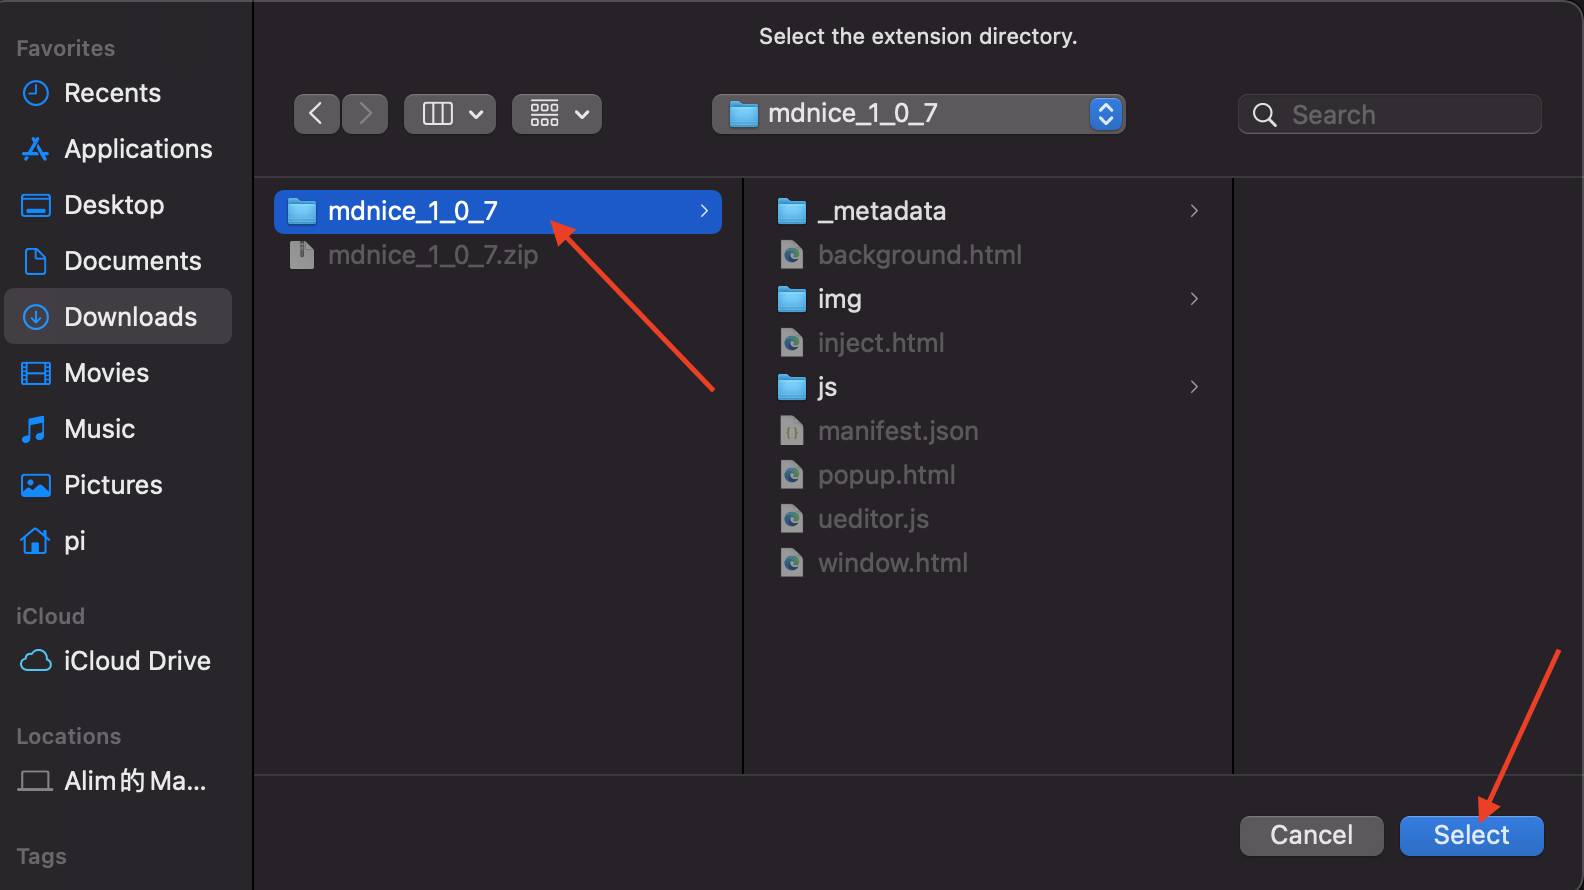 Select the extension directory.
Favorites
Recents
Applications
Desktop
Documents
Downloads
Movies
Music
Pictures
pi
iCloud
iCloud Drive
Locations
Alim的Ma...
Tags
mdnice_1_0_7
Search
mdnice_1_0_7
mdnice_1_0_7.zip
_metadata
background.html
img
inject.html
js
manifest.json
popup.html
ueditor.js
window.html
Cancel
Select